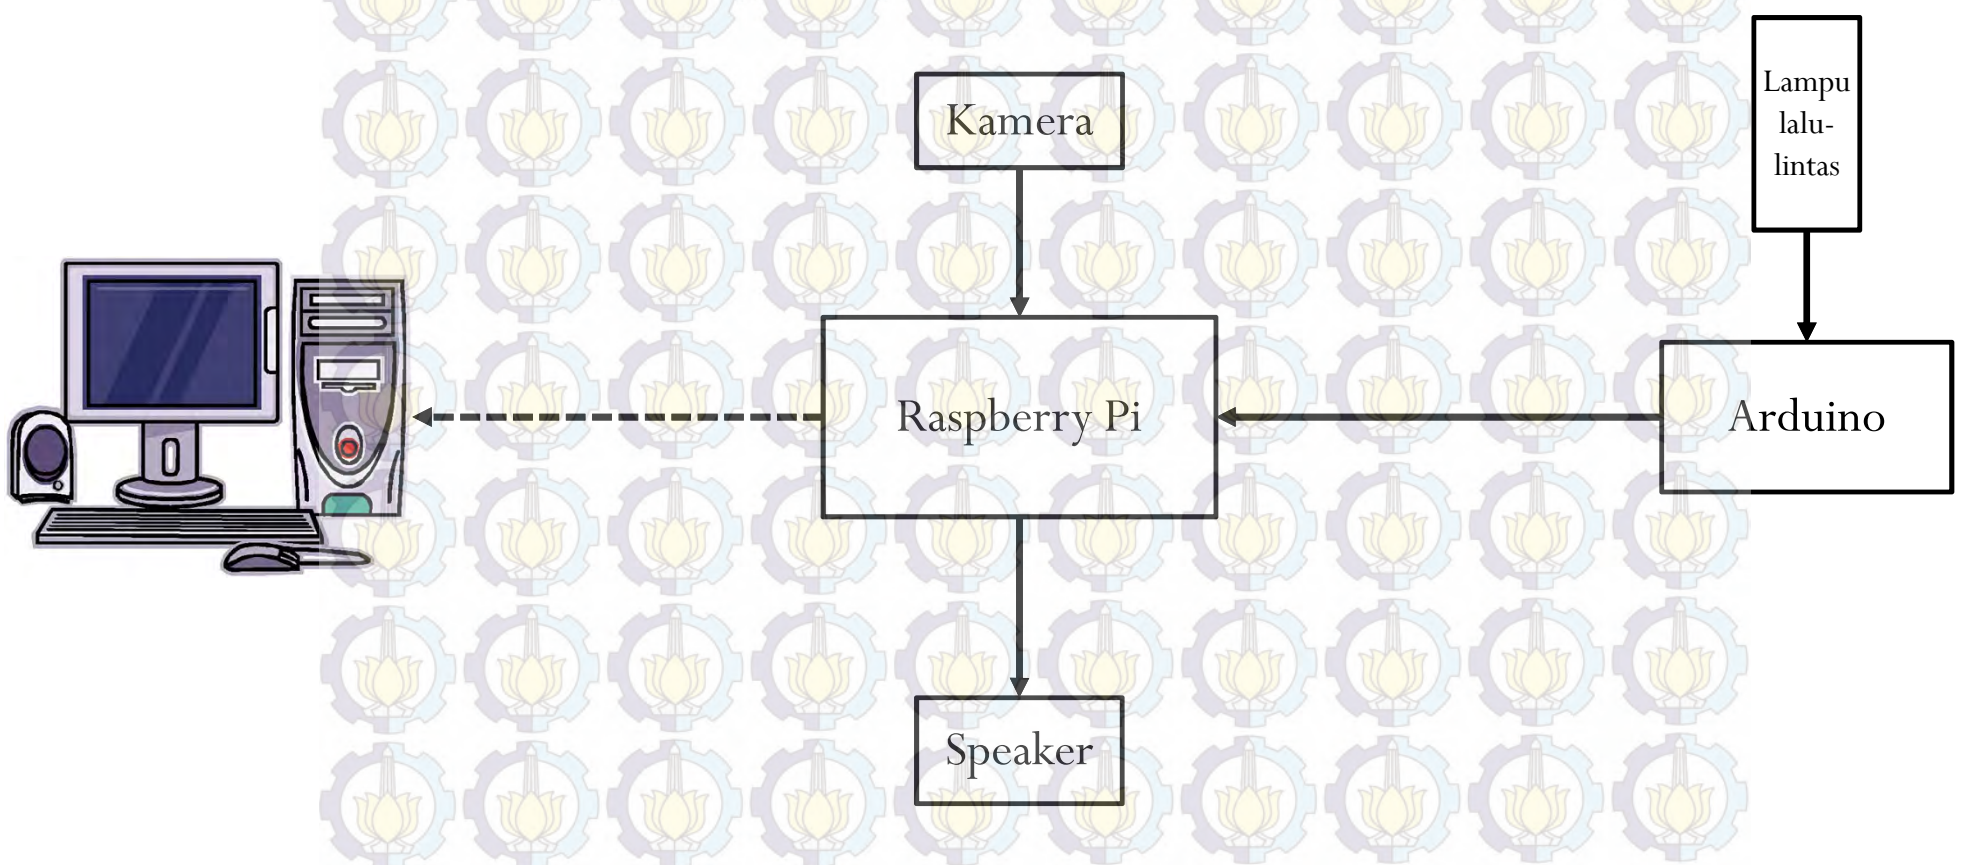 Kamera
Lampu
lalu-
lintas
Raspberry Pi
Arduino
Speaker